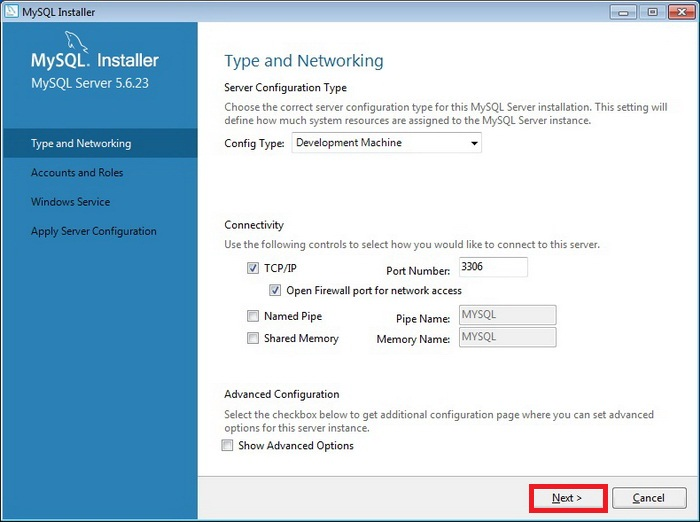 MySQL Installer
MySQL. Installer
MySQL Server 5.6.23
Type and Networking
Accounts and Roles
Windows Service
Apply Server Configuration
Type and Networking
Server Configuration Type
Choose the correct server configuration type for this MySQL Server installation. This setting will
define how much system resources are assigned to the MySQL Server instance.
Config Type: Development Machine
Connectivity
Use the following controls to select how you would like to connect to this server.
TCP/IP Port Number: 3306
Open Firewall port for network access
Named Pipe Pipe Name: MYSQL
Shared Memory Memory Name: MYSQL
Advanced Configuration
Select the checkbox below to get additional configuration page where you can set advanced
options for this server instance.
Show Advanced Options
Next > Cancel